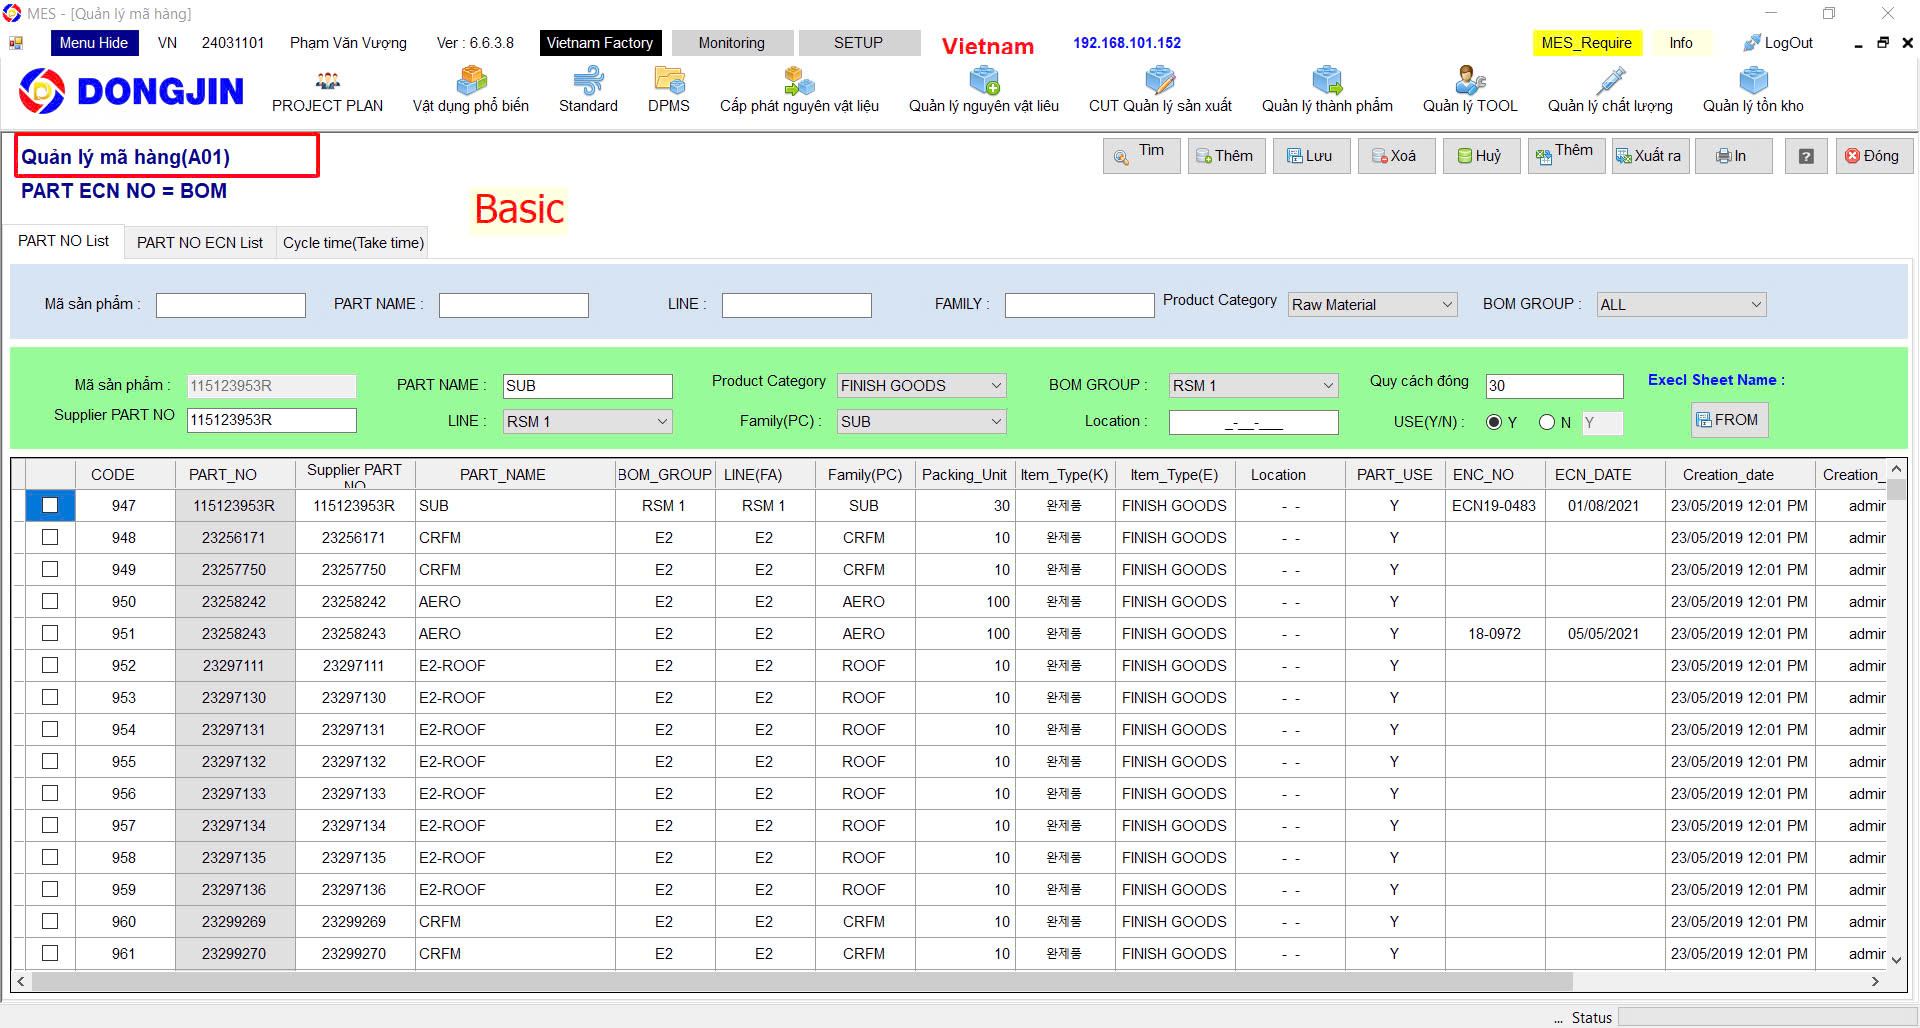 MES - [Quản lý mã hàng]
Menu Hide VN 24031101 Phạm Văn Vượng Ver : 6.6.3.8 Vietnam Factory Monitoring SETUP Vietnam 192.168.101.152 MES_Require Info LogOut
DONGJIN PROJECT PLAN Vật dụng phổ biến Standard DPMS Cấp phát nguyên vật liệu Quản lý nguyên vật liêu CUT Quản lý sản xuất Quản lý thành phẩm Quản lý TOOL Quản lý chất lượng Quản lý tồn kho
Quản lý mã hàng(A01) Tìm Thêm Lưu Xoá Huỷ Thêm Xuất ra In ? Đóng
PART ECN NO = BOM
Basic
PART NO List PART NO ECN List Cycle time(Take time)
Mã sản phẩm : PART NAME : LINE : FAMILY : Product Category Raw Material BOM GROUP : ALL
Mã sản phẩm : 115123953R PART NAME : SUB Product Category FINISH GOODS BOM GROUP : RSM 1 Quy cách đóng 30 Execl Sheet Name :
Supplier PART NO 115123953R LINE : RSM 1 Family(PC) : SUB Location : _-__-___ USE(Y/N) : Y N Y FROM
CODE PART_NO Supplier PART NO PART_NAME BOM_GROUP LINE(FA) Family(PC) Packing_Unit Item_Type(K) Item_Type(E) Location PART_USE ENC_NO ECN_DATE Creation_date Creation_
947 115123953R 115123953R SUB RSM 1 RSM 1 SUB 30 완제품 FINISH GOODS - - Y ECN19-0483 01/08/2021 23/05/2019 12:01 PM admin
948 23256171 23256171 CRFM E2 E2 CRFM 10 완제품 FINISH GOODS - - Y 23/05/2019 12:01 PM admin
949 23257750 23257750 CRFM E2 E2 CRFM 10 완제품 FINISH GOODS - - Y 23/05/2019 12:01 PM admin
950 23258242 23258242 AERO E2 E2 AERO 100 완제품 FINISH GOODS - - Y 23/05/2019 12:01 PM admin
951 23258243 23258243 AERO E2 E2 AERO 100 완제품 FINISH GOODS - - Y 18-0972 05/05/2021 23/05/2019 12:01 PM admin
952 23297111 23297111 E2-ROOF E2 E2 ROOF 10 완제품 FINISH GOODS - - Y 23/05/2019 12:01 PM admin
953 23297130 23297130 E2-ROOF E2 E2 ROOF 10 완제품 FINISH GOODS - - Y 23/05/2019 12:01 PM admin
954 23297131 23297131 E2-ROOF E2 E2 ROOF 10 완제품 FINISH GOODS - - Y 23/05/2019 12:01 PM admin
955 23297132 23297132 E2-ROOF E2 E2 ROOF 10 완제품 FINISH GOODS - - Y 23/05/2019 12:01 PM admin
956 23297133 23297133 E2-ROOF E2 E2 ROOF 10 완제품 FINISH GOODS - - Y 23/05/2019 12:01 PM admin
957 23297134 23297134 E2-ROOF E2 E2 ROOF 10 완제품 FINISH GOODS - - Y 23/05/2019 12:01 PM admin
958 23297135 23297135 E2-ROOF E2 E2 ROOF 10 완제품 FINISH GOODS - - Y 23/05/2019 12:01 PM admin
959 23297136 23297136 E2-ROOF E2 E2 ROOF 10 완제품 FINISH GOODS - - Y 23/05/2019 12:01 PM admin
960 23299269 23299269 CRFM E2 E2 CRFM 10 완제품 FINISH GOODS - - Y 23/05/2019 12:01 PM admin
961 23299270 23299270 CRFM E2 E2 CRFM 10 완제품 FINISH GOODS - - Y 23/05/2019 12:01 PM admin
... Status